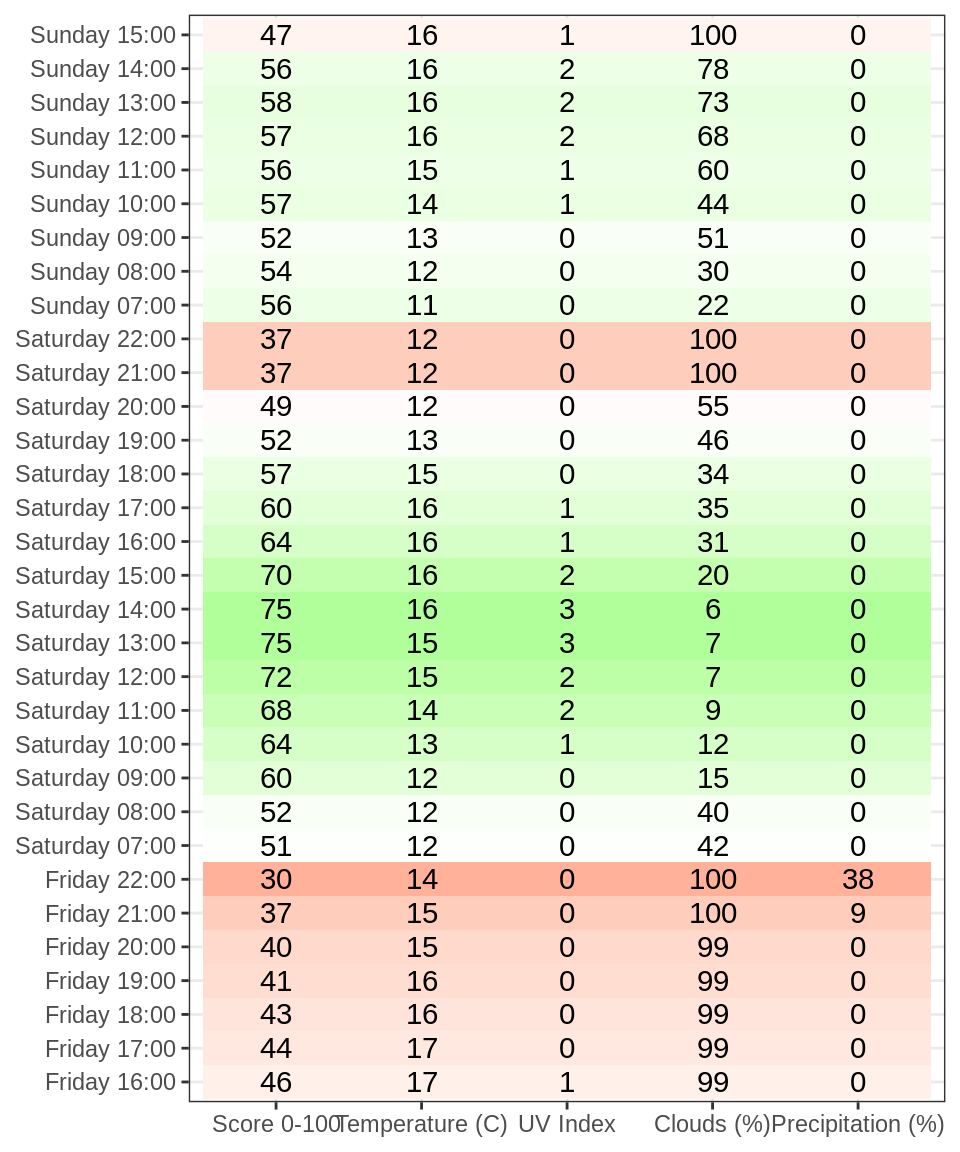 Sunday 15:00 47 16 1 100 0
Sunday 14:00 56 16 2 78 0
Sunday 13:00 58 16 2 73 0
Sunday 12:00 57 16 2 68 0
Sunday 11:00 56 15 1 60 0
Sunday 10:00 57 14 1 44 0
Sunday 09:00 52 13 0 51 0
Sunday 08:00 54 12 0 30 0
Sunday 07:00 56 11 0 22 0
Saturday 22:00 37 12 0 100 0
Saturday 21:00 37 12 0 100 0
Saturday 20:00 49 12 0 55 0
Saturday 19:00 52 13 0 46 0
Saturday 18:00 57 15 0 34 0
Saturday 17:00 60 16 1 35 0
Saturday 16:00 64 16 1 31 0
Saturday 15:00 70 16 2 20 0
Saturday 14:00 75 16 3 6 0
Saturday 13:00 75 15 3 7 0
Saturday 12:00 72 15 2 7 0
Saturday 11:00 68 14 2 9 0
Saturday 10:00 64 13 1 12 0
Saturday 09:00 60 12 0 15 0
Saturday 08:00 52 12 0 40 0
Saturday 07:00 51 12 0 42 0
Friday 22:00 30 14 0 100 38
Friday 21:00 37 15 0 100 9
Friday 20:00 40 15 0 99 0
Friday 19:00 41 16 0 99 0
Friday 18:00 43 16 0 99 0
Friday 17:00 44 17 0 99 0
Friday 16:00 46 17 1 99 0
Score 0-100 Temperature (C) UV Index Clouds (%) Precipitation (%)